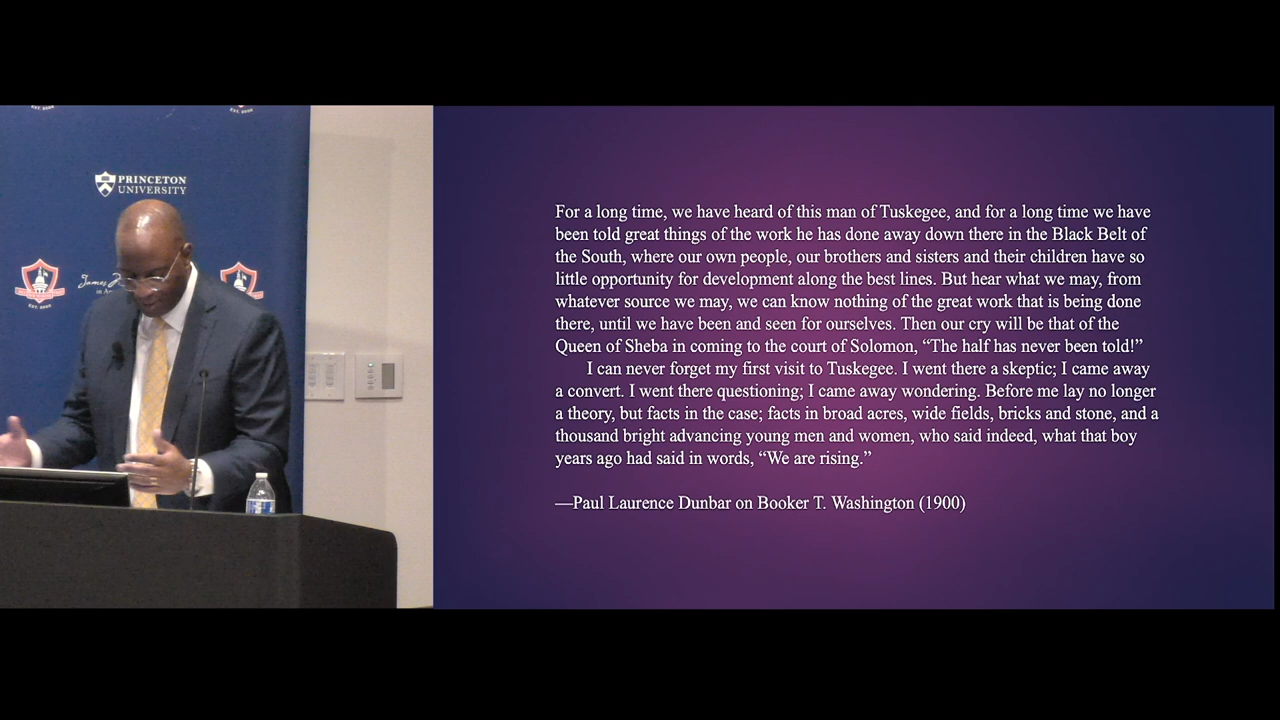 EST. 2000
PRINCETON
UNIVERSITY
James
EST. 2000
For a long time, we have heard of this man of Tuskegee, and for a long time we have
been told great things of the work he has done away down there in the Black Belt of
the South, where our own people, our brothers and sisters and their children have so
little opportunity for development along the best lines. But hear what we may, from
whatever source we may, we can know nothing of the great work that is being done
there, until we have been and seen for ourselves. Then our cry will be that of the
Queen of Sheba in coming to the court of Solomon, “The half has never been told!”
I can never forget my first visit to Tuskegee. I went there a skeptic; I came away
a convert. I went there questioning; I came away wondering. Before me lay no longer
a theory, but facts in the case; facts in broad acres, wide fields, bricks and stone, and a
thousand bright advancing young men and women, who said indeed, what that boy
years ago had said in words, “We are rising.”
—Paul Laurence Dunbar on Booker T. Washington (1900)